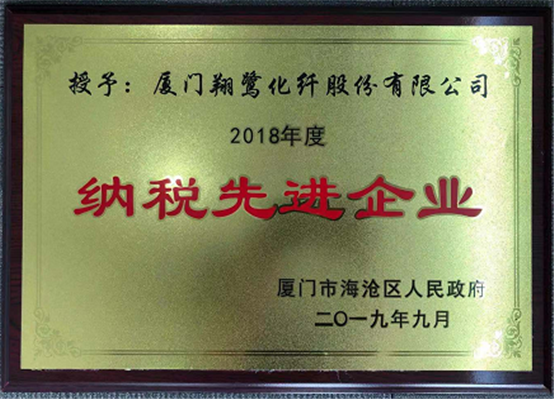 授予：厦门翔鹭化纤股份有限公司
2018年度
纳税先进企业
厦门市海沧区人民政府
二〇一九年九月